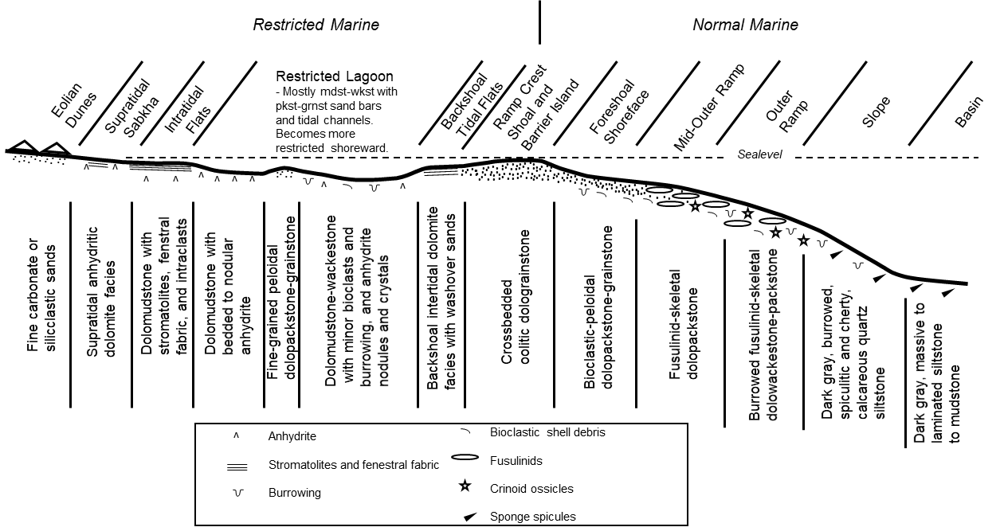 Restricted Marine
Normal Marine
Eolian
Dunes
Supratidal
Sabkha
Intratidal
Flats
Restricted Lagoon
- Mostly mdst-wkst with
pkst-grnst sand bars
and tidal channels.
Becomes more
restricted shoreward.
Backshoal
Tidal Flats
Ramp Crest
Shoal and
Barrier Island
Foreshoal
Shoreface
Mid-Outer Ramp
Outer
Ramp
Slope
Basin
Sealevel
Fine carbonate or
silicclastic sands
Supratidal anhydritic
dolomite facies
Dolomudstone with
stromatolites, fenstral
fabric, and intraclasts
Dolomudstone with
bedded to nodular
anhydrite
Fine-grained peloidal
dolopackstone-grainstone
Dolomudstone-wackestone
with minor bioclasts and
burrowing, and anhydrite
nodules and crystals
Backshoal intertidal dolomite
facies with washover sands
Crossbedded
oolitic dolograinstone
Bioclastic-peloidal
dolopackstone-grainstone
Fusulinid-skeletal
dolopackstone
Burrowed fusulinid-skeletal
dolowackestone-packstone
Dark gray, burrowed,
spiculitic and cherty,
calcareous quartz
siltstone
Dark gray, massive to
laminated siltstone
to mudstone
Anhydrite
Stromatolites and fenestral fabric
Burrowing
Bioclastic shell debris
Fusulinids
Crinoid ossicles
Sponge spicules